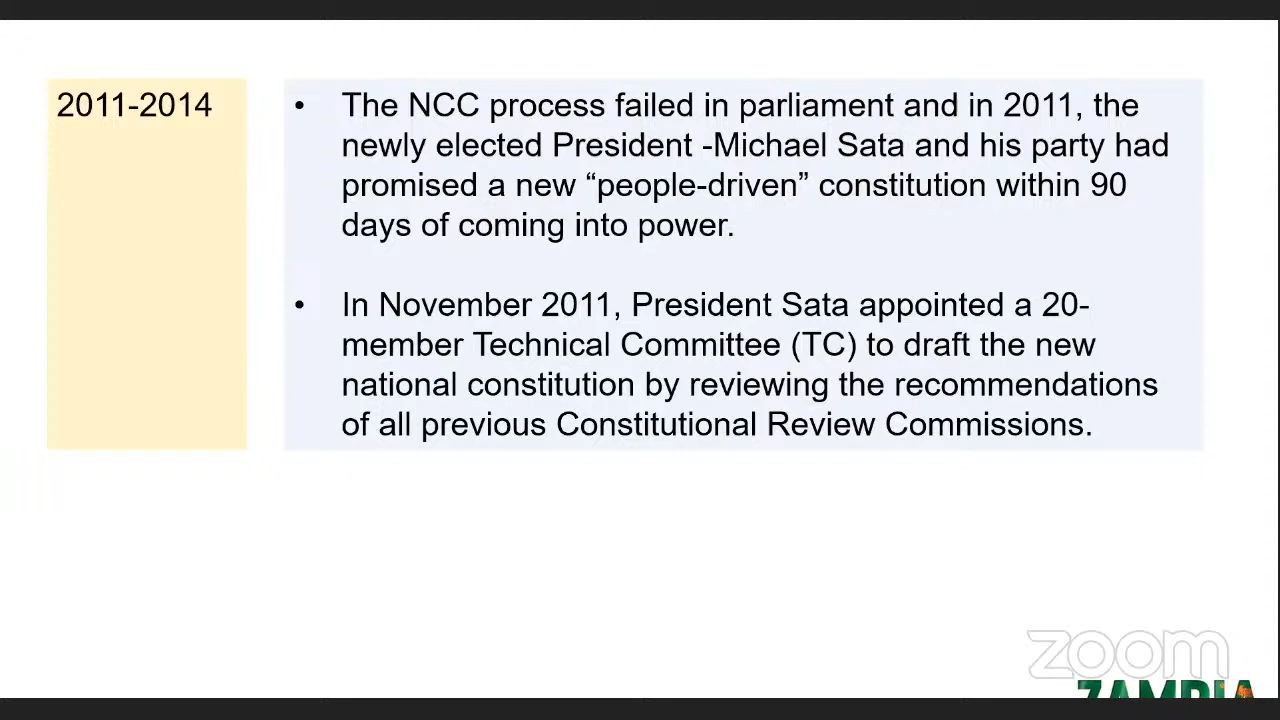 2011-2014
• The NCC process failed in parliament and in 2011, the
newly elected President -Michael Sata and his party had
promised a new “people-driven” constitution within 90
days of coming into power.
• In November 2011, President Sata appointed a 20-
member Technical Committee (TC) to draft the new
national constitution by reviewing the recommendations
of all previous Constitutional Review Commissions.
zoom
ZAMBIA